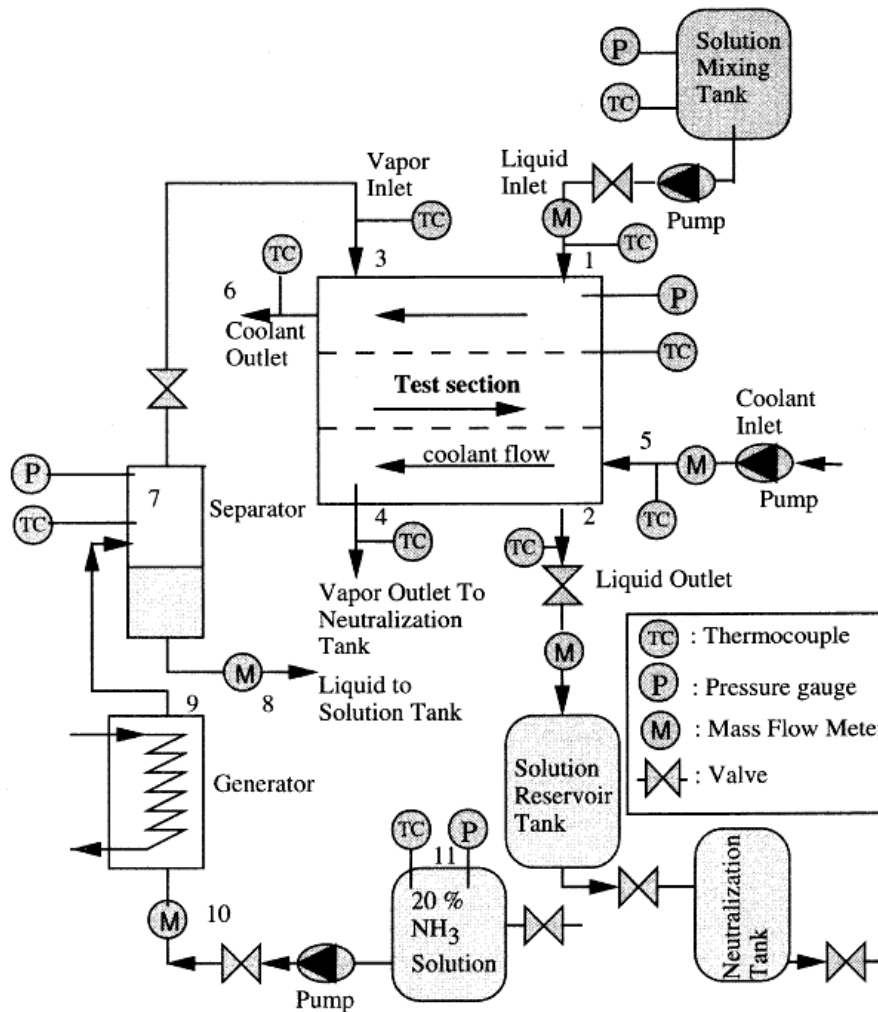 P
Solution
Mixing
Tank
TC
Vapor
Inlet
Liquid
Inlet
TC
M
Pump
TC
TC
3
1
6
P
Coolant
Outlet
TC
Test section
Coolant
Inlet
5
coolant flow
M
P
7
Separator
Pump
TC
4
TC
2
TC
TC
Liquid Outlet
Vapor Outlet To
Neutralization
Tank
TC : Thermocouple
M
M
8
Liquid to
Solution Tank
P : Pressure gauge
9
M : Mass Flow Meter
Generator
Solution
Reservoir
Tank
: Valve
TC
P
11
M
10
20 %
NH3
Solution
Neutralization
Tank
Pump